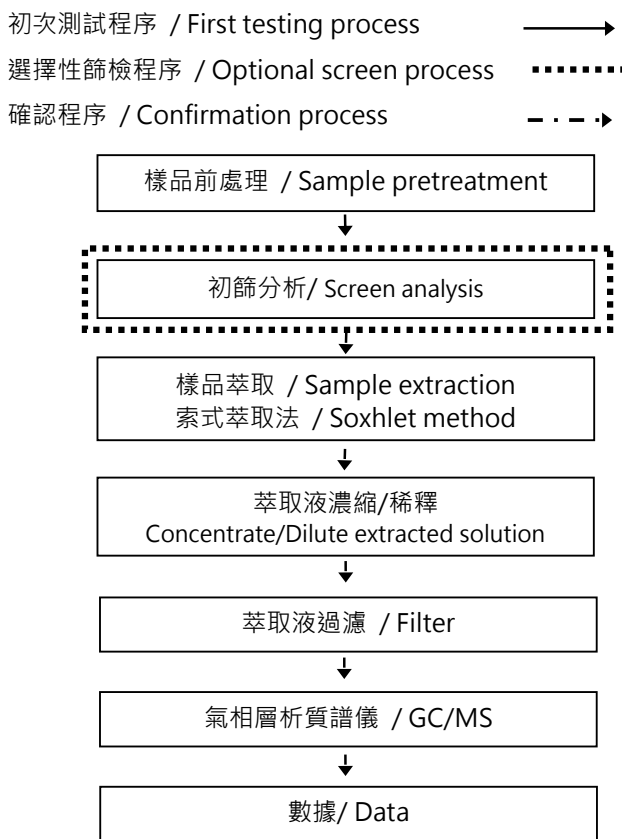 初次測試程序 / First testing process
選擇性篩檢程序 / Optional screen process
確認程序 / Confirmation process
樣品前處理 / Sample pretreatment
初篩分析/ Screen analysis
樣品萃取 / Sample extraction
索式萃取法 / Soxhlet method
萃取液濃縮/稀釋
Concentrate/Dilute extracted solution
萃取液過濾 / Filter
氣相層析質譜儀 / GC/MS
數據/ Data